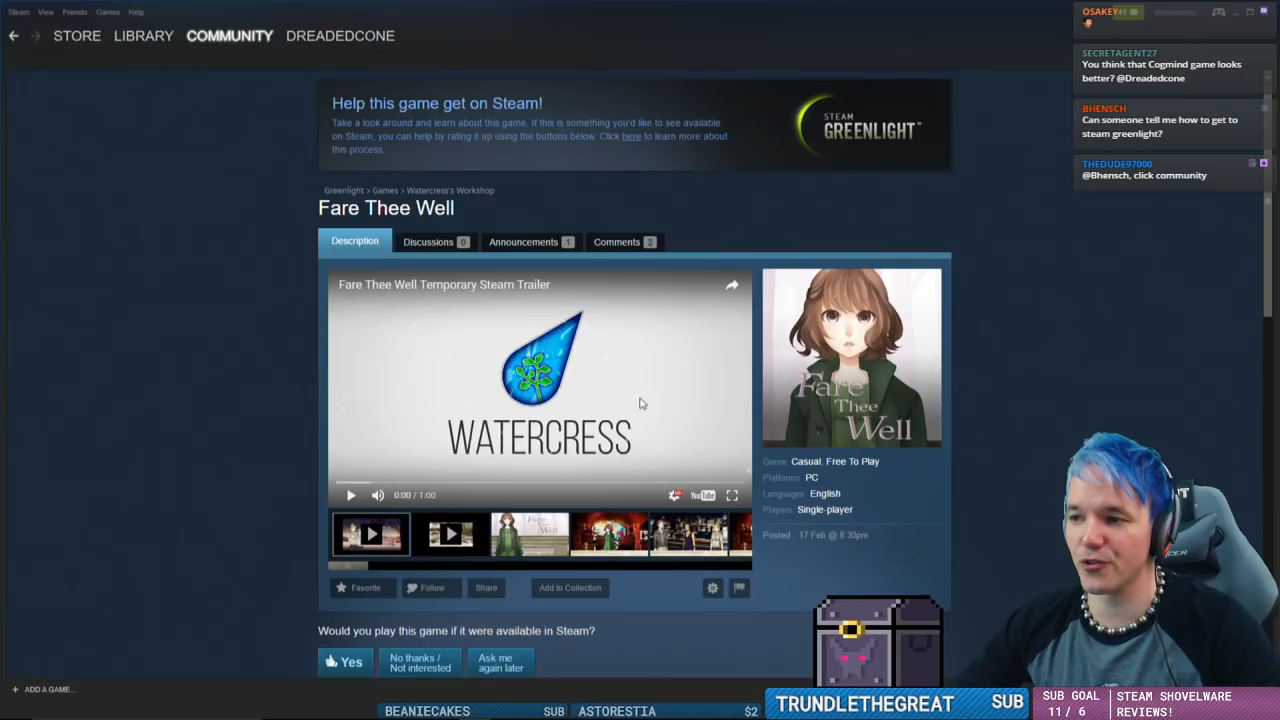 Steam View Friends Games Help
STORE LIBRARY COMMUNITY DREADEDCONE
Help this game get on Steam!
Take a look around and learn about this game. If this is something you'd like to see available
on Steam, you can help by rating it up using the buttons below. Click here to learn more about
this process.
STEAM
GREENLIGHT
Greenlight > Games > Watercress's Workshop
Fare Thee Well
Description
Discussions 0
Announcements 1
Comments 2
Fare Thee Well Temporary Steam Trailer
WATERCRESS
0:00 / 1:00
YouTube
Fare
Thee
Well
Genre: Casual, Free To Play
Platforms: PC
Languages: English
Players: Single-player
Posted 17 Feb @ 8:30pm
Favorite
Follow
Share
Add to Collection
Would you play this game if it were available in Steam?
Yes
No thanks /
Not interested
Ask me
again later
ADD A GAME...
OSAKEY
SECRETAGENT27
You think that Cogmind game looks
better? @Dreadedcone
BHENSCH
Can someone tell me how to get to
steam greenlight?
THEDUDE97000
@Bhensch, click community
BEANIECAKES SUB
ASTORESTIA $2
TRUNDLETHEGREAT SUB
SUB GOAL
11 / 6
STEAM SHOVELWARE
REVIEWS!